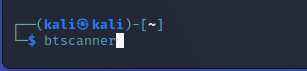 ┌──(kali㉿kali)-[~]
└─$ btscanner